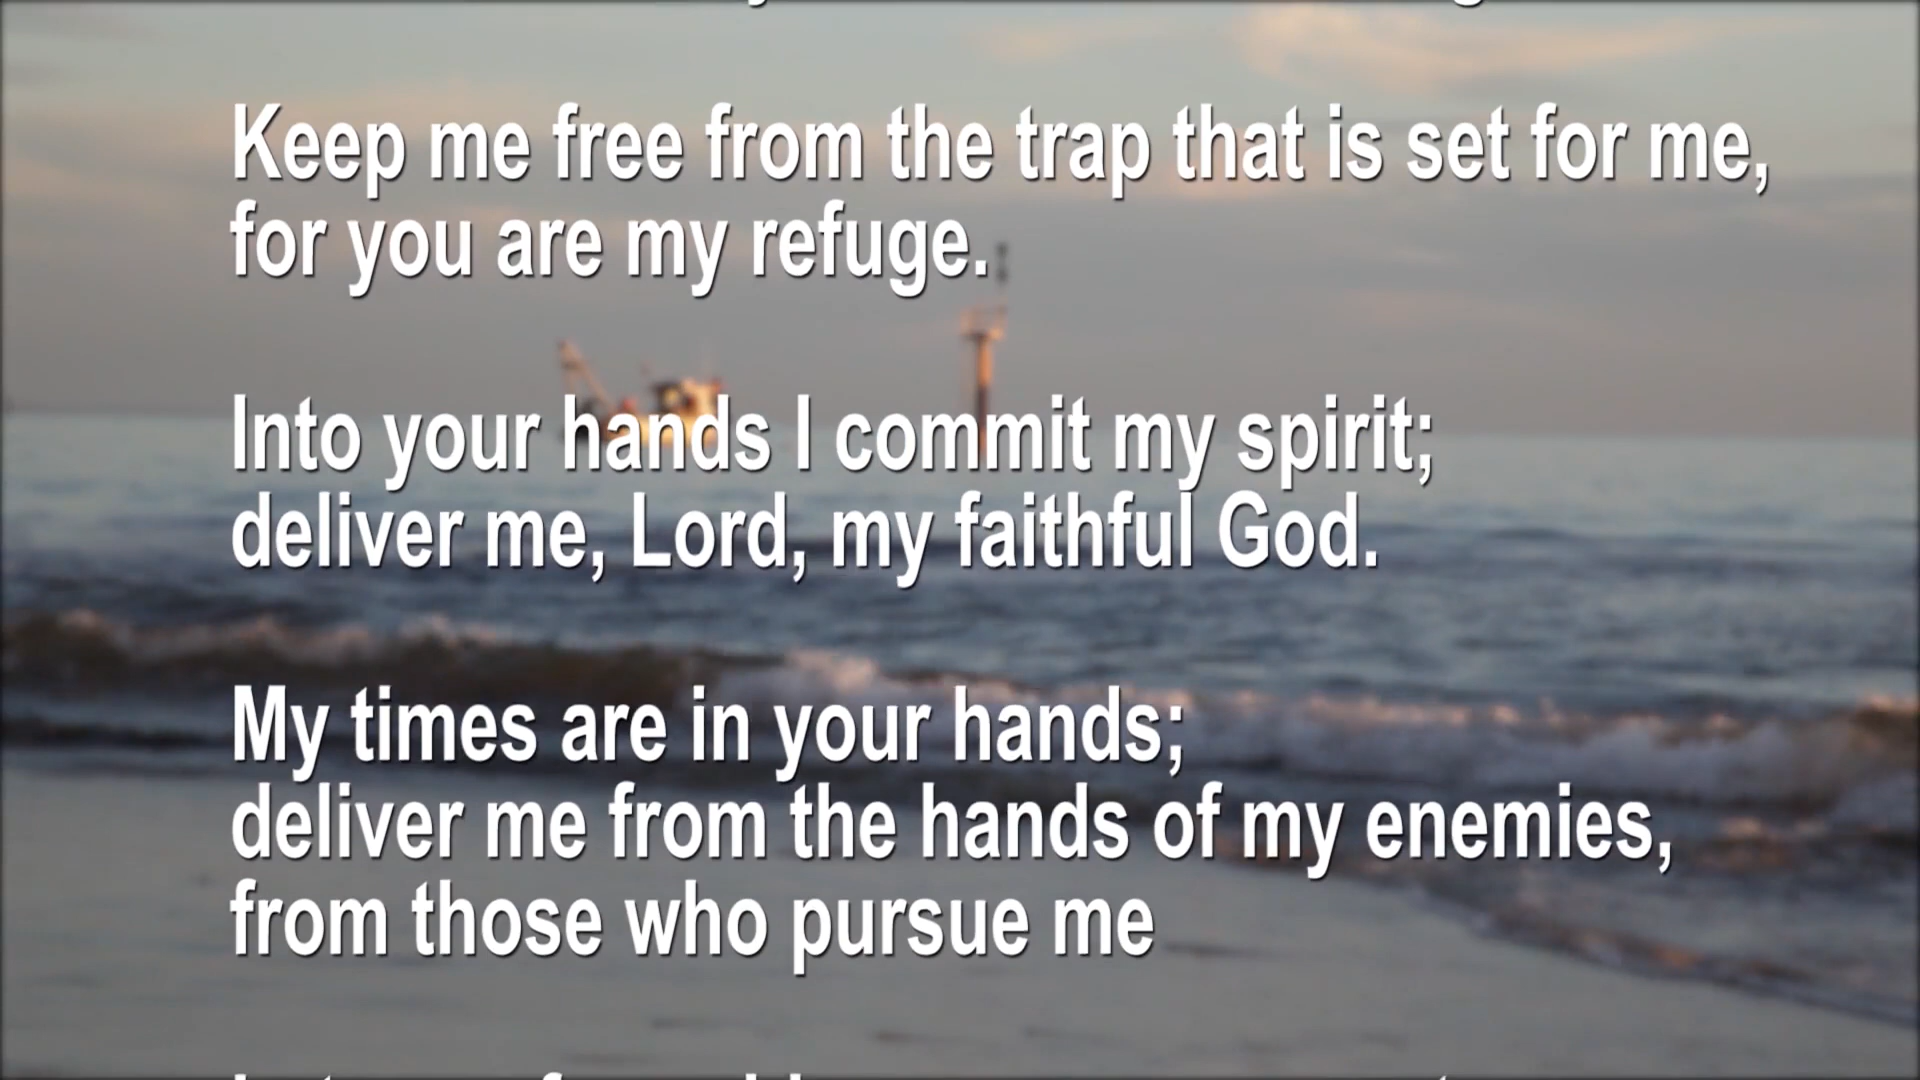 Keep me free from the trap that is set for me,
for you are my refuge.
Into your hands I commit my spirit;
deliver me, Lord, my faithful God.
My times are in your hands;
deliver me from the hands of my enemies,
from those who pursue me